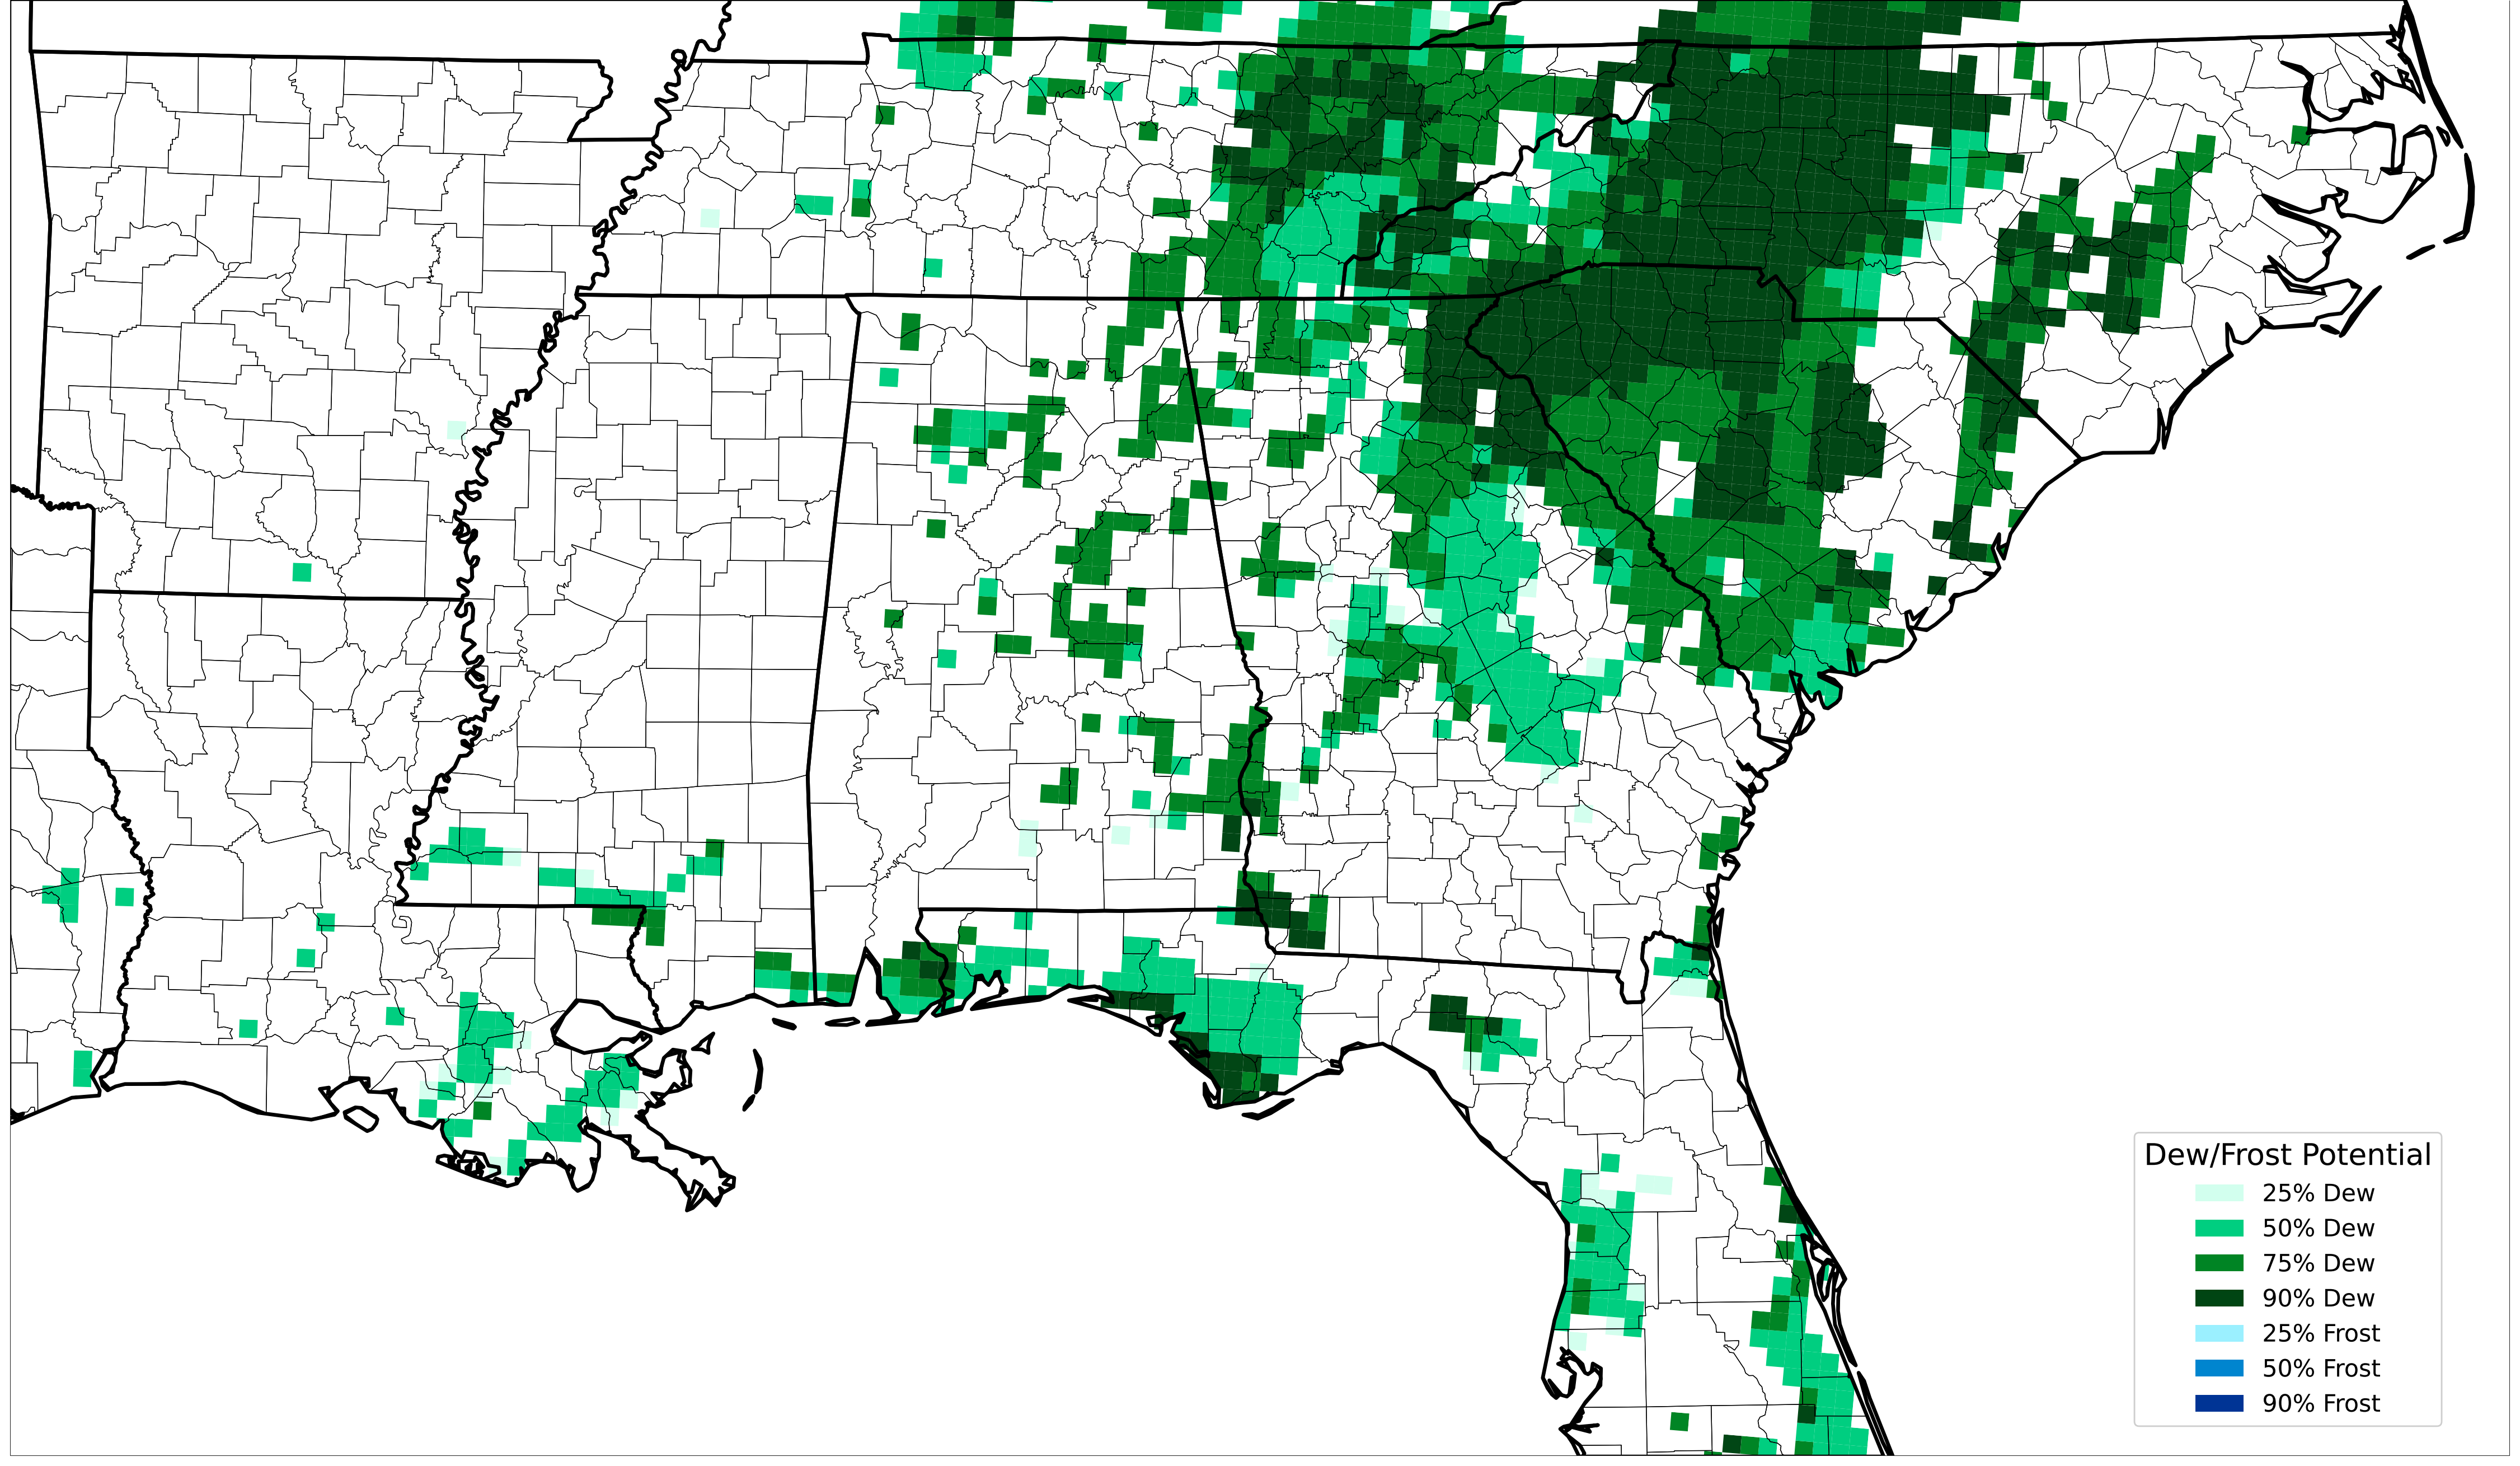 Dew/Frost Potential
25% Dew
50% Dew
75% Dew
90% Dew
25% Frost
50% Frost
90% Frost